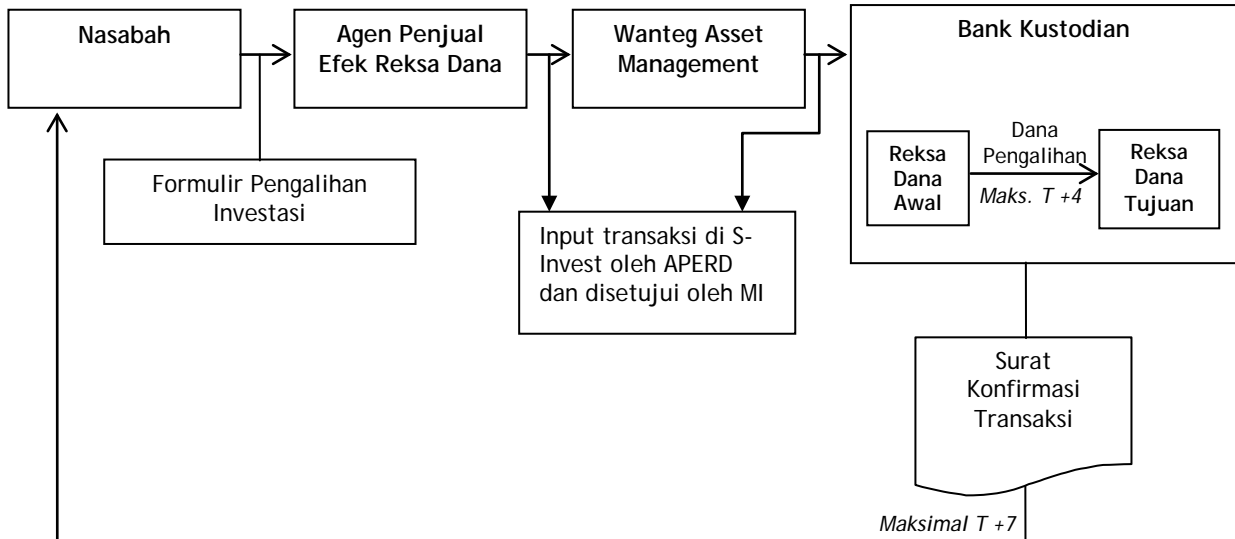 Nasabah
Agen Penjual
Efek Reksa Dana
Wanteg Asset
Management
Bank Kustodian
Formulir Pengalihan
Investasi
Input transaksi di S-
Invest oleh APERD
dan disetujui oleh MI
Reksa
Dana
Awal
Dana
Pengalihan
Maks. T +4
Reksa
Dana
Tujuan
Surat
Konfirmasi
Transaksi
Maksimal T +7